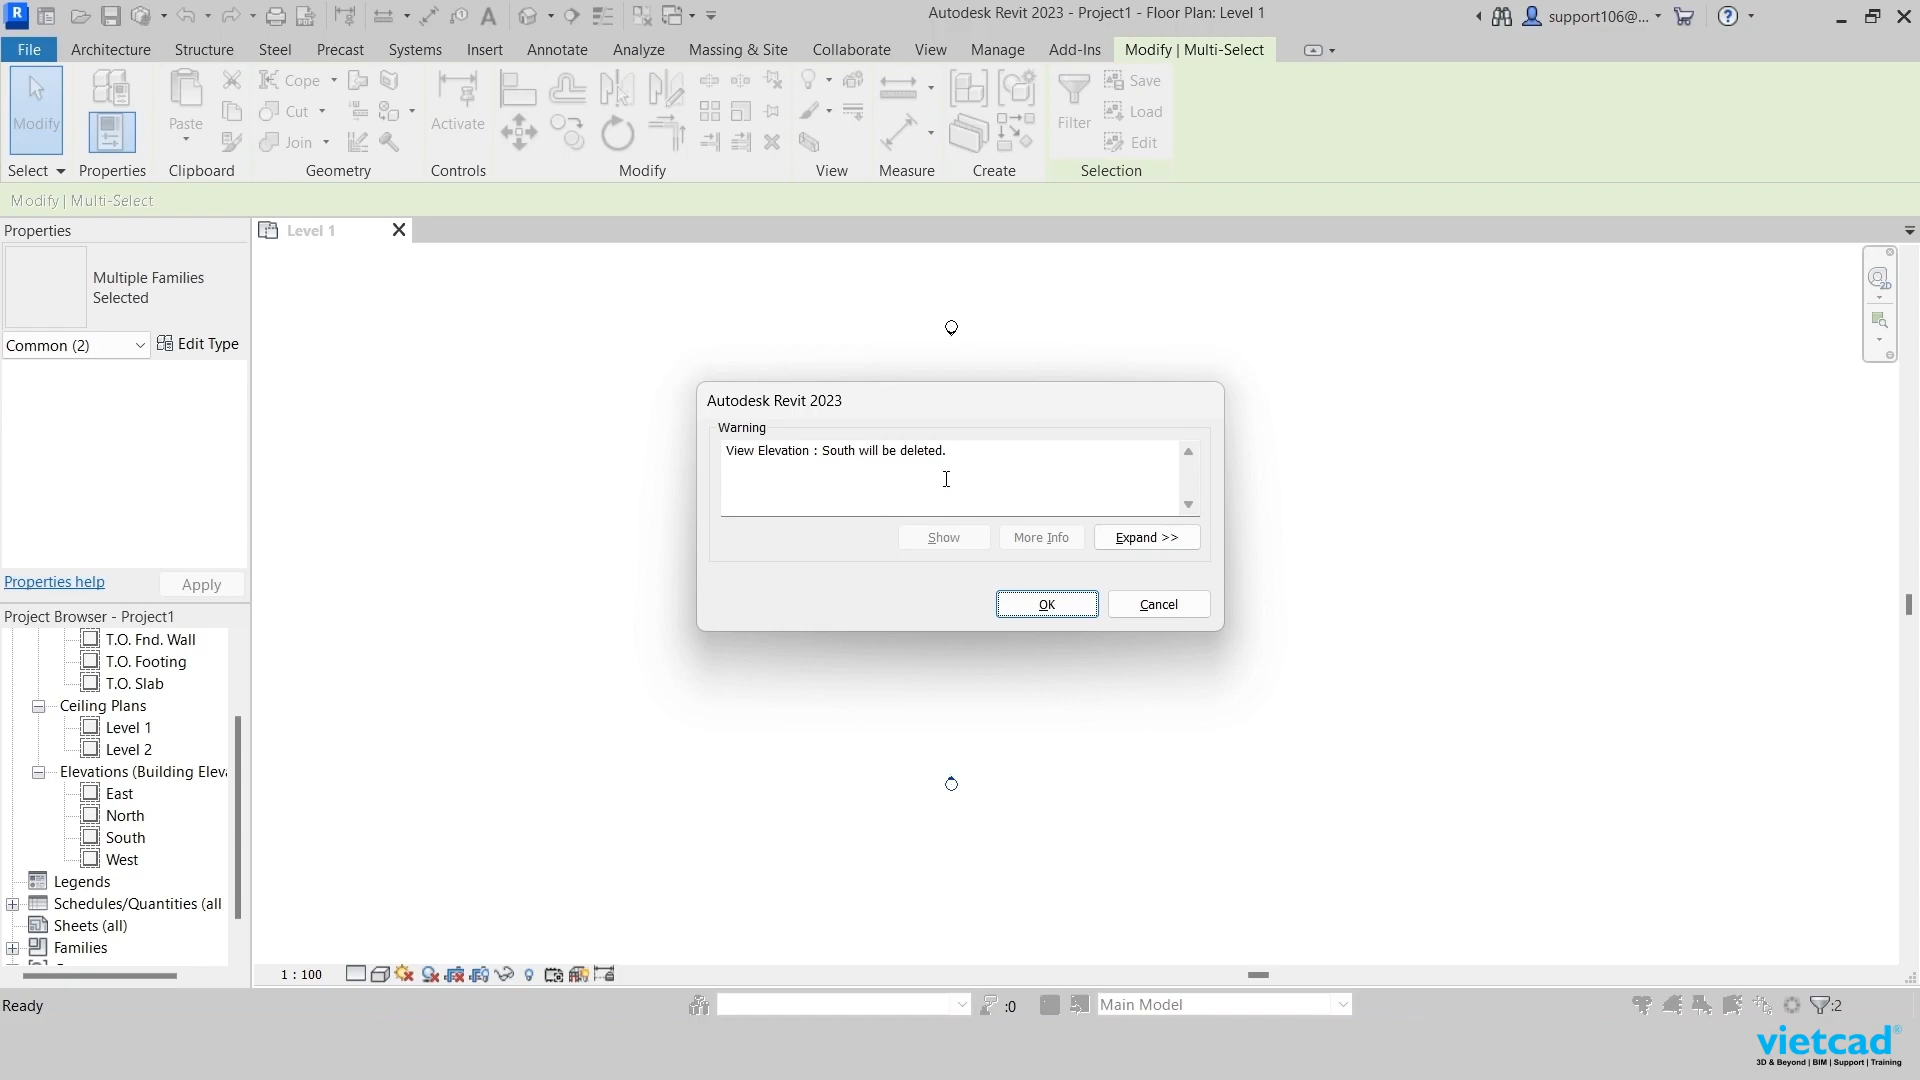 Autodesk Revit 2023 - Project1 - Floor Plan: Level 1
support106@...
File Architecture Structure Steel Precast Systems Insert Annotate Analyze Massing & Site Collaborate View Manage Add-Ins Modify | Multi-Select
Modify
Paste
Cope
Cut
Join
Activate
Filter
Save
Load
Edit
Select Properties Clipboard Geometry Controls Modify View Measure Create Selection
Modify | Multi-Select
Properties
Level 1
Multiple Families
Selected
Common (2)
Edit Type
Properties help
Apply
Autodesk Revit 2023
Warning
View Elevation : South will be deleted.
Show
More Info
Expand >>
OK
Cancel
Project Browser - Project1
T.O. Fnd. Wall
T.O. Footing
T.O. Slab
Ceiling Plans
Level 1
Level 2
Elevations (Building Eleva
East
North
South
West
Legends
Schedules/Quantities (all
Sheets (all)
Families
1 : 100
Ready
:0
Main Model
:2
2D
vietcad®
3D & Beyond | BIM | Support | Training